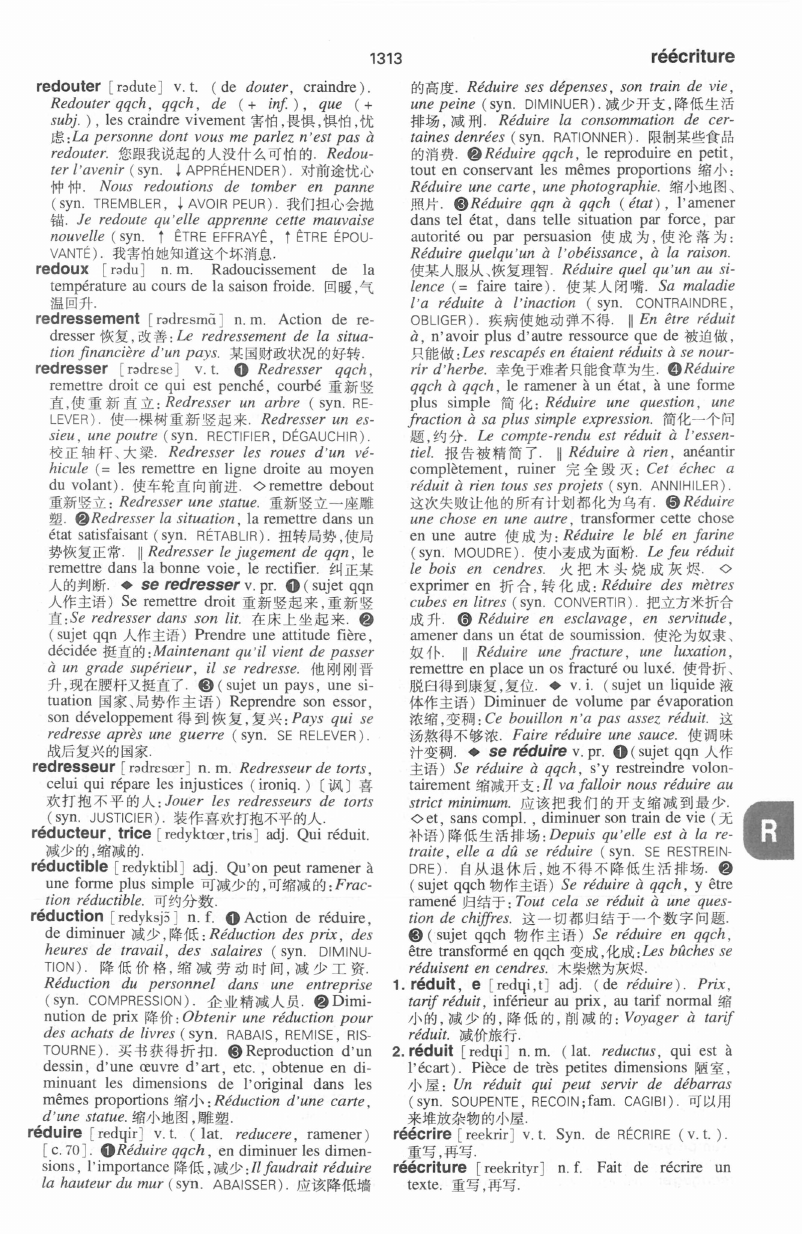 1313
réécriture
redouter [rədute] v. t. (de douter, craindre).
Redouter qqch, qqch, de (+ inf.), que (+
subj.), les craindre vivement 害怕,畏惧,惧怕,忧
虑:La personne dont vous me parlez n'est pas à
redouter. 您跟我说起的人没什么可怕的. Redou-
ter l'avenir (syn. ↓APPRÉHENDER). 对前途忧心
忡忡. Nous redoutions de tomber en panne
(syn. TREMBLER, ↓AVOIR PEUR). 我们担心会抛
锚. Je redoute qu'elle apprenne cette mauvaise
nouvelle (syn. ↑ ÊTRE EFFRAYÊ, ↑ÊTRE ÉPOU-
VANTÉ). 我害怕她知道这个坏消息.
redoux [rədu] n. m. Radoucissement de la
température au cours de la saison froide. 回暖,气
温回升.
redressement [rədrɛsmɑ̃] n. m. Action de re-
dresser 恢复,改善:Le redressement de la situa-
tion financière d'un pays. 某国财政状况的好转.
redresser [rədrɛse] v. t. ❶ Redresser qqch,
remettre droit ce qui est penché, courbé 重新竖
直,使重新直立: Redresser un arbre (syn. RE-
LEVER). 使一棵树重新竖起来. Redresser un es-
sieu, une poutre (syn. RECTIFIER, DÉGAUCHIR).
校正轴杆、大梁. Redresser les roues d'un vé-
hicule (= les remettre en ligne droite au moyen
du volant). 使车轮直向前进. ◇remettre debout
重新竖立: Redresser une statue. 重新竖立一座雕
塑. ❷Redresser la situation, la remettre dans un
état satisfaisant (syn. RÉTABLIR). 扭转局势,使局
势恢复正常. ‖ Redresser le jugement de qqn, le
remettre dans la bonne voie, le rectifier. 纠正某
人的判断. ◆ se redresser v. pr. ❶(sujet qqn
人作主语) Se remettre droit 重新竖起来,重新竖
直:Se redresser dans son lit. 在床上坐起来. ❷
(sujet qqn 人作主语) Prendre une attitude fière,
décidée 挺直的:Maintenant qu'il vient de passer
à un grade supérieur, il se redresse. 他刚刚晋
升,现在腰杆又挺直了. ❸(sujet un pays, une si-
tuation 国家、局势作主语) Reprendre son essor,
son développement 得到恢复,复兴:Pays qui se
redresse après une guerre (syn. SE RELEVER).
战后复兴的国家.
redresseur [rədrɛsœr] n. m. Redresseur de torts,
celui qui répare les injustices (ironiq.)〔讽〕喜
欢打抱不平的人:Jouer les redresseurs de torts
(syn. JUSTICIER). 装作喜欢打抱不平的人.
réducteur, trice [redyktœr,tris] adj. Qui réduit.
减少的,缩减的.
réductible [redyktibl] adj. Qu'on peut ramener à
une forme plus simple 可减少的,可缩减的:Frac-
tion réductible. 可约分数.
réduction [redyksjɔ̃] n. f. ❶Action de réduire,
de diminuer 减少,降低:Réduction des prix, des
heures de travail, des salaires (syn. DIMINU-
TION). 降低价格,缩减劳动时间,减少工资.
Réduction du personnel dans une entreprise
(syn. COMPRESSION). 企业精减人员. ❷Dimi-
nution de prix 降价:Obtenir une réduction pour
des achats de livres (syn. RABAIS, REMISE, RIS-
TOURNE). 买书获得折扣. ❸Reproduction d'un
dessin, d'une œuvre d'art, etc., obtenue en di-
minuant les dimensions de l'original dans les
mêmes proportions 缩小:Réduction d'une carte,
d'une statue. 缩小地图,雕塑.
réduire [redɥir] v. t. (lat. reducere, ramener)
[c. 70]. ❶Réduire qqch, en diminuer les dimen-
sions, l'importance 降低,减少:Il faudrait réduire
la hauteur du mur (syn. ABAISSER). 应该降低墙
的高度. Réduire ses dépenses, son train de vie,
une peine (syn. DIMINUER). 减少开支,降低生活
排场,减刑. Réduire la consommation de cer-
taines denrées (syn. RATIONNER). 限制某些食品
的消费. ❷Réduire qqch, le reproduire en petit,
tout en conservant les mêmes proportions 缩小:
Réduire une carte, une photographie. 缩小地图、
照片. ❸Réduire qqn à qqch (état), l'amener
dans tel état, dans telle situation par force, par
autorité ou par persuasion 使成为,使沦落为:
Réduire quelqu'un à l'obéissance, à la raison.
使某人服从、恢复理智. Réduire quel qu'un au si-
lence (= faire taire). 使某人闭嘴. Sa maladie
l'a réduite à l'inaction (syn. CONTRAINDRE,
OBLIGER). 疾病使她动弹不得. ‖ En être réduit
à, n'avoir plus d'autre ressource que de 被迫做,
只能做:Les rescapés en étaient réduits à se nour-
rir d'herbe. 幸免于难者只能食草为生. ❹Réduire
qqch à qqch, le ramener à un état, à une forme
plus simple 简化: Réduire une question, une
fraction à sa plus simple expression. 简化一个问
题,约分. Le compte-rendu est réduit à l'essen-
tiel. 报告被精简了. ‖ Réduire à rien, anéantir
complètement, ruiner 完全毁灭: Cet échec a
réduit à rien tous ses projets (syn. ANNIHILER).
这次失败让他的所有计划都化为乌有. ❺Réduire
une chose en une autre, transformer cette chose
en une autre 使成为: Réduire le blé en farine
(syn. MOUDRE). 使小麦成为面粉. Le feu réduit
le bois en cendres. 火把木头烧成灰烬. ◇
exprimer en 折合,转化成: Réduire des mètres
cubes en litres (syn. CONVERTIR). 把立方米折合
成升. ❻ Réduire en esclavage, en servitude,
amener dans un état de soumission. 使沦为奴隶、
奴仆. ‖ Réduire une fracture, une luxation,
remettre en place un os fracturé ou luxé. 使骨折、
脱臼得到康复,复位. ◆ v. i. (sujet un liquide 液
体作主语) Diminuer de volume par évaporation
浓缩,变稠:Ce bouillon n'a pas assez réduit. 这
汤熬得不够浓. Faire réduire une sauce. 使调味
汁变稠. ◆ se réduire v. pr. ❶(sujet qqn 人作
主语) Se réduire à qqch, s'y restreindre volon-
tairement 缩减开支:Il va falloir nous réduire au
strict minimum. 应该把我们的开支缩减到最少.
◇et, sans compl., diminuer son train de vie (无
补语)降低生活排场:Depuis qu'elle est à la re-
traite, elle a dû se réduire (syn. SE RESTREIN-
DRE). 自从退休后,她不得不降低生活排场. ❷
(sujet qqch 物作主语) Se réduire à qqch, y être
ramené 归结于:Tout cela se réduit à une ques-
tion de chiffres. 这一切都归结于一个数字问题.
❸(sujet qqch 物作主语) Se réduire en qqch,
être transformé en qqch 变成,化成:Les bûches se
réduisent en cendres. 木柴燃为灰烬.
1. réduit, e [redɥi,t] adj. (de réduire). Prix,
tarif réduit, inférieur au prix, au tarif normal 缩
小的,减少的,降低的,削减的: Voyager à tarif
réduit. 减价旅行.
2. réduit [redɥi] n. m. (lat. reductus, qui est à
l'écart). Pièce de très petites dimensions 陋室,
小屋: Un réduit qui peut servir de débarras
(syn. SOUPENTE, RECOIN;fam. CAGIBI). 可以用
来堆放杂物的小屋.
réécrire [reekrir] v. t. Syn. de RÉCRIRE (v. t.).
重写,再写.
réécriture [reekrityr] n. f. Fait de récrire un
texte. 重写,再写.
R